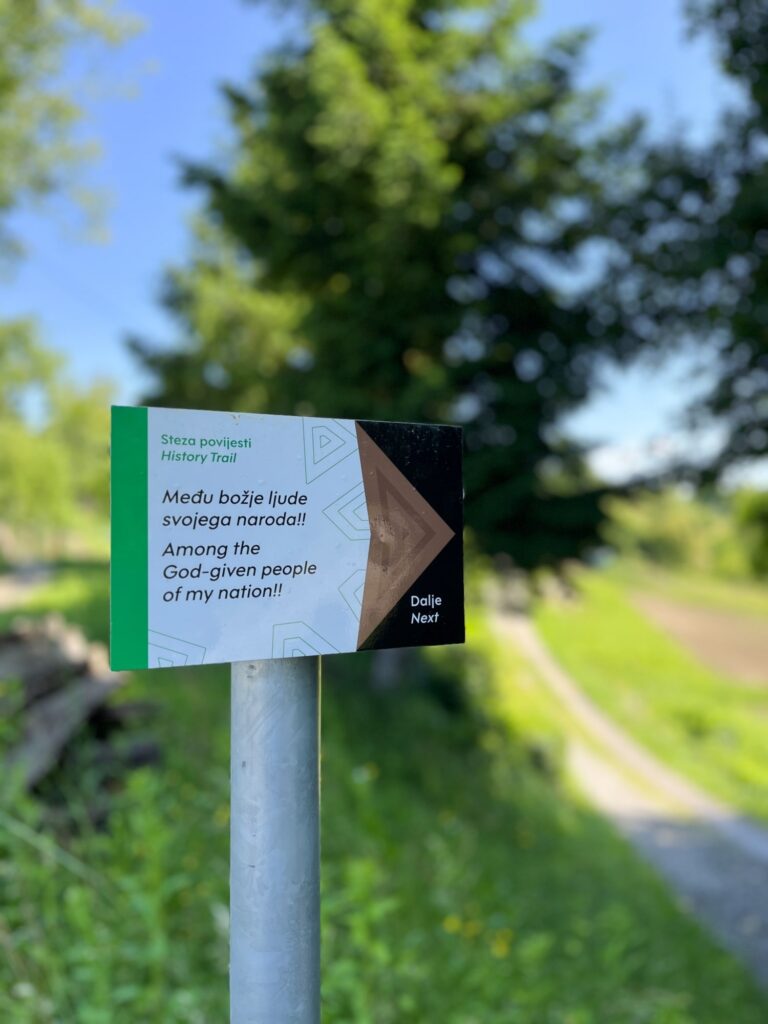 Steza povijesti
History Trail
Među božje ljude
svojega naroda!!
Among the
God-given people
of my nation!!
Dalje
Next